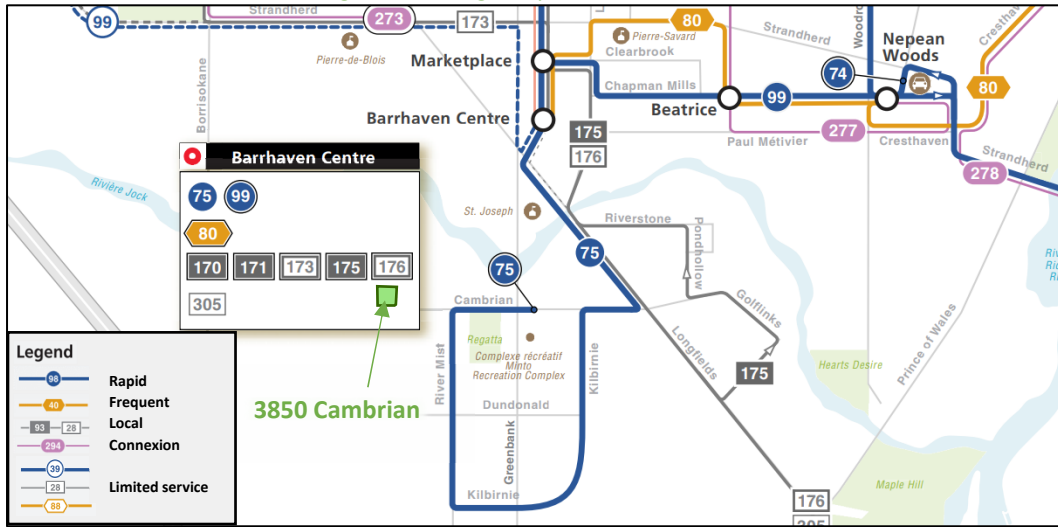 Strandherd
99
273
173
80
Pierre-de-Blois
Pierre-Savard
Clearbrook
Strandherd
Cresthaven
Nepean
Woods
Marketplace
Chapman Mills
74
80
Borrisokane
Beatrice
99
Barrhaven Centre
175
176
Paul Métivier
277
Cresthaven
Strandherd
278
Barrhaven Centre
75
99
80
170
171
173
175
176
305
Rivière Jock
St. Joseph
Riverstone
Pondhollow
75
75
Cambrian
Golflinks
Prince of Wales
Regatta
Complexe récréatif
Minto
Recreation Complex
River Mist
Kilbirnie
Longfields
175
Hearts Desire
3850 Cambrian
Dundonald
Greenbank
Kilbirnie
Maple Hill
176
305
Legend
98
Rapid
40
Frequent
93
28
Local
294
Connexion
39
28
Limited service
88